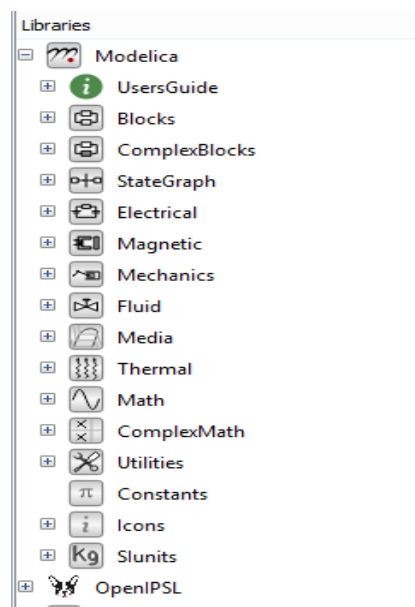 Libraries
Modelica
i UsersGuide
Blocks
ComplexBlocks
StateGraph
Electrical
Magnetic
Mechanics
Fluid
Media
Thermal
Math
ComplexMath
Utilities
π Constants
i Icons
Kg SIunits
OpenIPSL